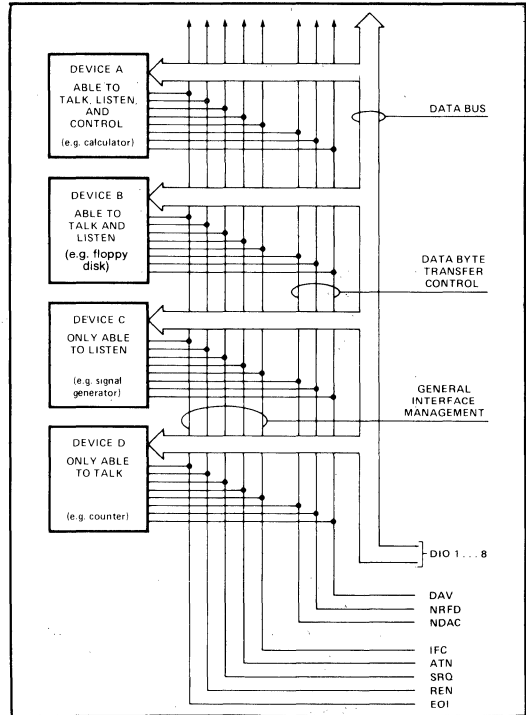 DEVICE A
ABLE TO
TALK, LISTEN,
AND
CONTROL
(e.g. calculator)
DATA BUS
DEVICE B
ABLE TO
TALK AND
LISTEN
(e.g. floppy
disk)
DATA BYTE
TRANSFER
CONTROL
DEVICE C
ONLY ABLE
TO LISTEN
(e.g. signal
generator)
GENERAL
INTERFACE
MANAGEMENT
DEVICE D
ONLY ABLE
TO TALK
(e.g. counter)
DIO 1 . . . 8
DAV
NRFD
NDAC
IFC
ATN
SRQ
REN
EOI